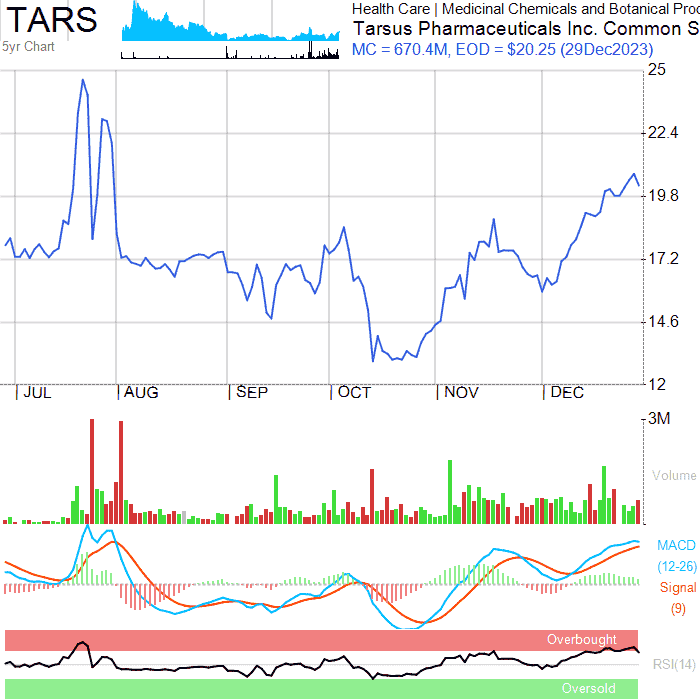 TARS
5yr Chart
Health Care | Medicinal Chemicals and Botanical Proc
Tarsus Pharmaceuticals Inc. Common S
MC = 670.4M, EOD = $20.25 (29Dec2023)
25
22.4
19.8
17.2
14.6
12
JUL AUG SEP OCT NOV DEC
3M
Volume
MACD
(12-26)
Signal
(9)
Overbought
RSI(14)
Oversold